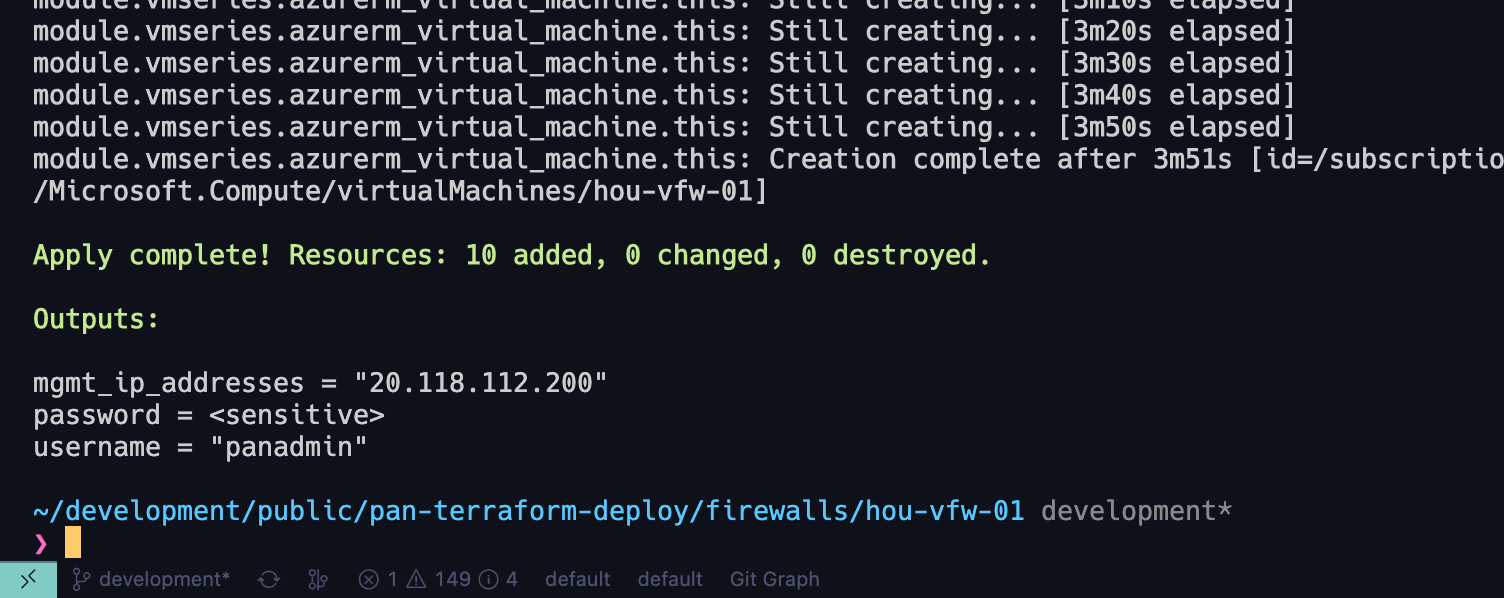 module.vmseries.azurerm_virtual_machine.this: Still creating... [3m10s elapsed]
module.vmseries.azurerm_virtual_machine.this: Still creating... [3m20s elapsed]
module.vmseries.azurerm_virtual_machine.this: Still creating... [3m30s elapsed]
module.vmseries.azurerm_virtual_machine.this: Still creating... [3m40s elapsed]
module.vmseries.azurerm_virtual_machine.this: Still creating... [3m50s elapsed]
module.vmseries.azurerm_virtual_machine.this: Creation complete after 3m51s [id=/subscriptio
/Microsoft.Compute/virtualMachines/hou-vfw-01]
Apply complete! Resources: 10 added, 0 changed, 0 destroyed.
Outputs:
mgmt_ip_addresses = "20.118.112.200"
password = <sensitive>
username = "panadmin"
~/development/public/pan-terraform-deploy/firewalls/hou-vfw-01 development*
❯
development* 1 149 4 default default Git Graph